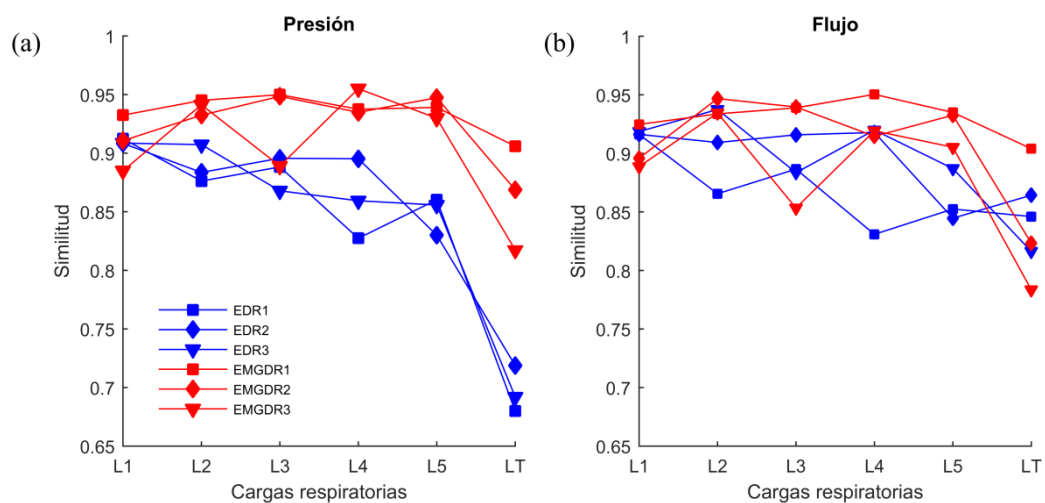 (a)
Presión
1
0.95
0.9
0.85
0.8
0.75
0.7
0.65
Similitud
EDR1
EDR2
EDR3
EMGDR1
EMGDR2
EMGDR3
L1 L2 L3 L4 L5 LT
Cargas respiratorias
(b)
Flujo
1
0.95
0.9
0.85
0.8
0.75
0.7
0.65
Similitud
L1 L2 L3 L4 L5 LT
Cargas respiratorias